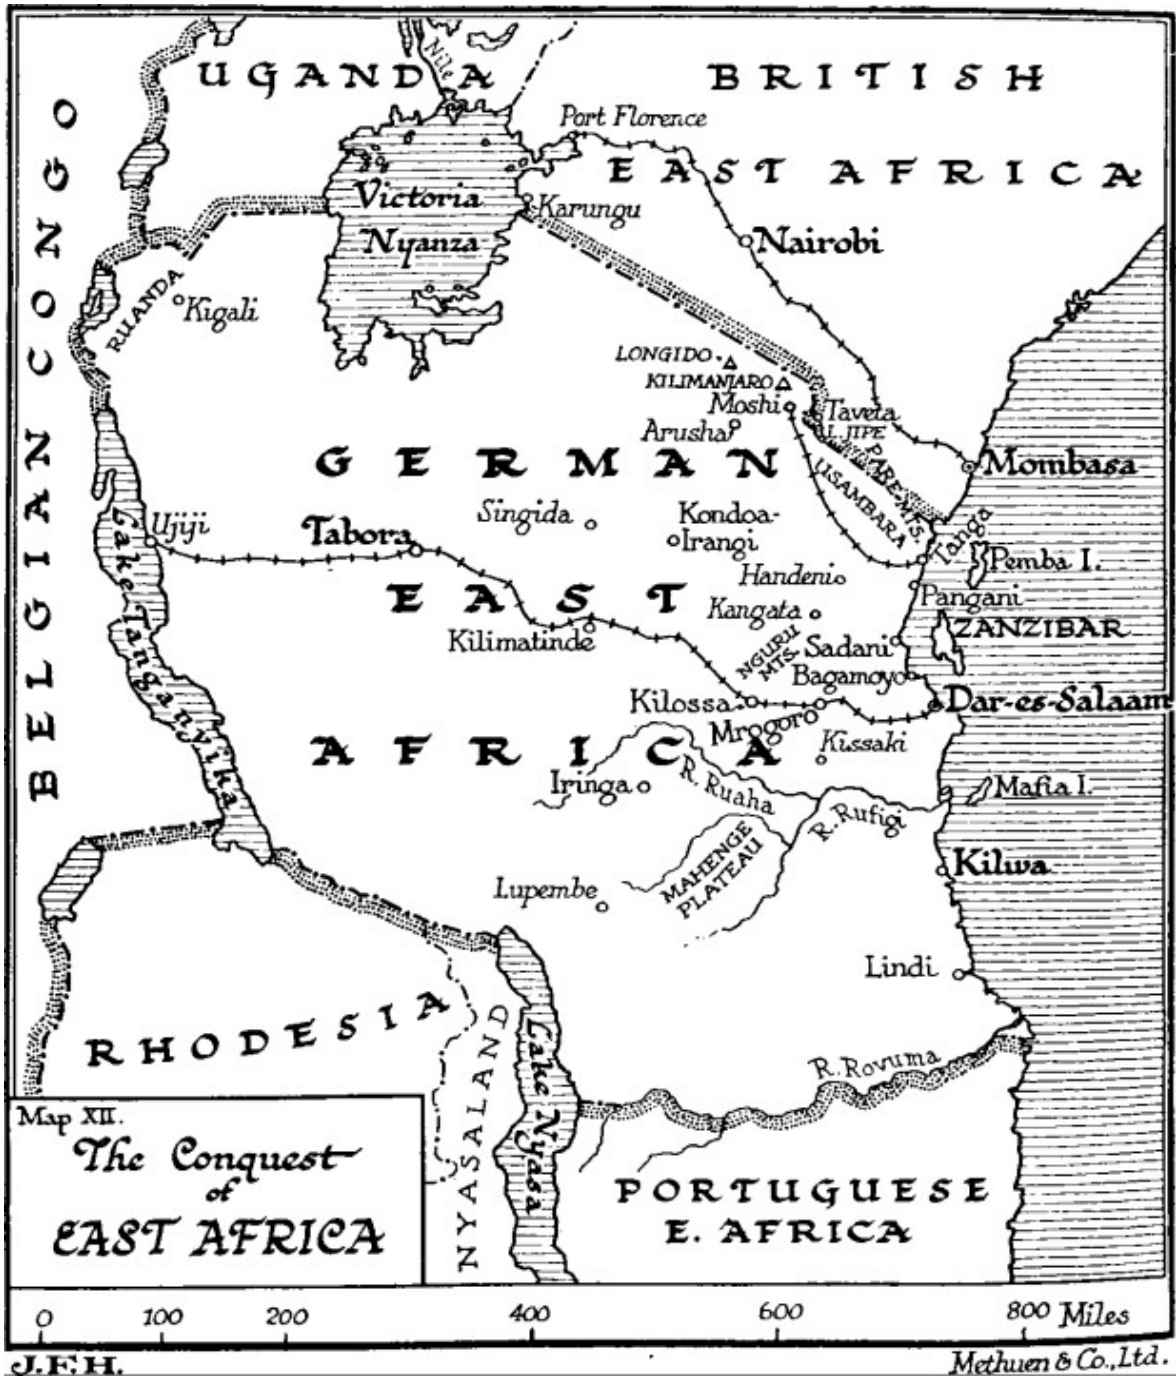 UGANDA
Nile
BRITISH
EAST AFRICA
Port Florence
BELGIAN CONGO
Victoria
Nyanza
Karungu
Nairobi
RUANDA
Kigali
LONGIDO
KILIMANJARO
Moshi
Taveta
L. JIPE
Arusha
PARE-MTS.
USAMBARA
Mombasa
GERMAN
EAST
AFRICA
Singida
Kondoa-
Irangi
Ujiji
Tabora
Tanga
Pemba I.
Handeni
Pangani
Kangata
Lake Tanganyika
Kilimatinde
NGURU
MTS.
Sadani
ZANZIBAR
Bagamoyo
Kilossa
Mrogoro
Dar-es-Salaam
Kissaki
Iringa
R. Ruaha
R. Rufigi
Mafia I.
MAHENGE
PLATEAU
Kilwa
Lupembe
Lindi
RHODESIA
NYASALAND
Lake Nyasa
R. Rovuma
PORTUGUESE
E. AFRICA
Map XII.
The Conquest
of
EAST AFRICA
0 100 200 400 600 800 Miles
J.F.H.
Methuen & Co., Ltd.